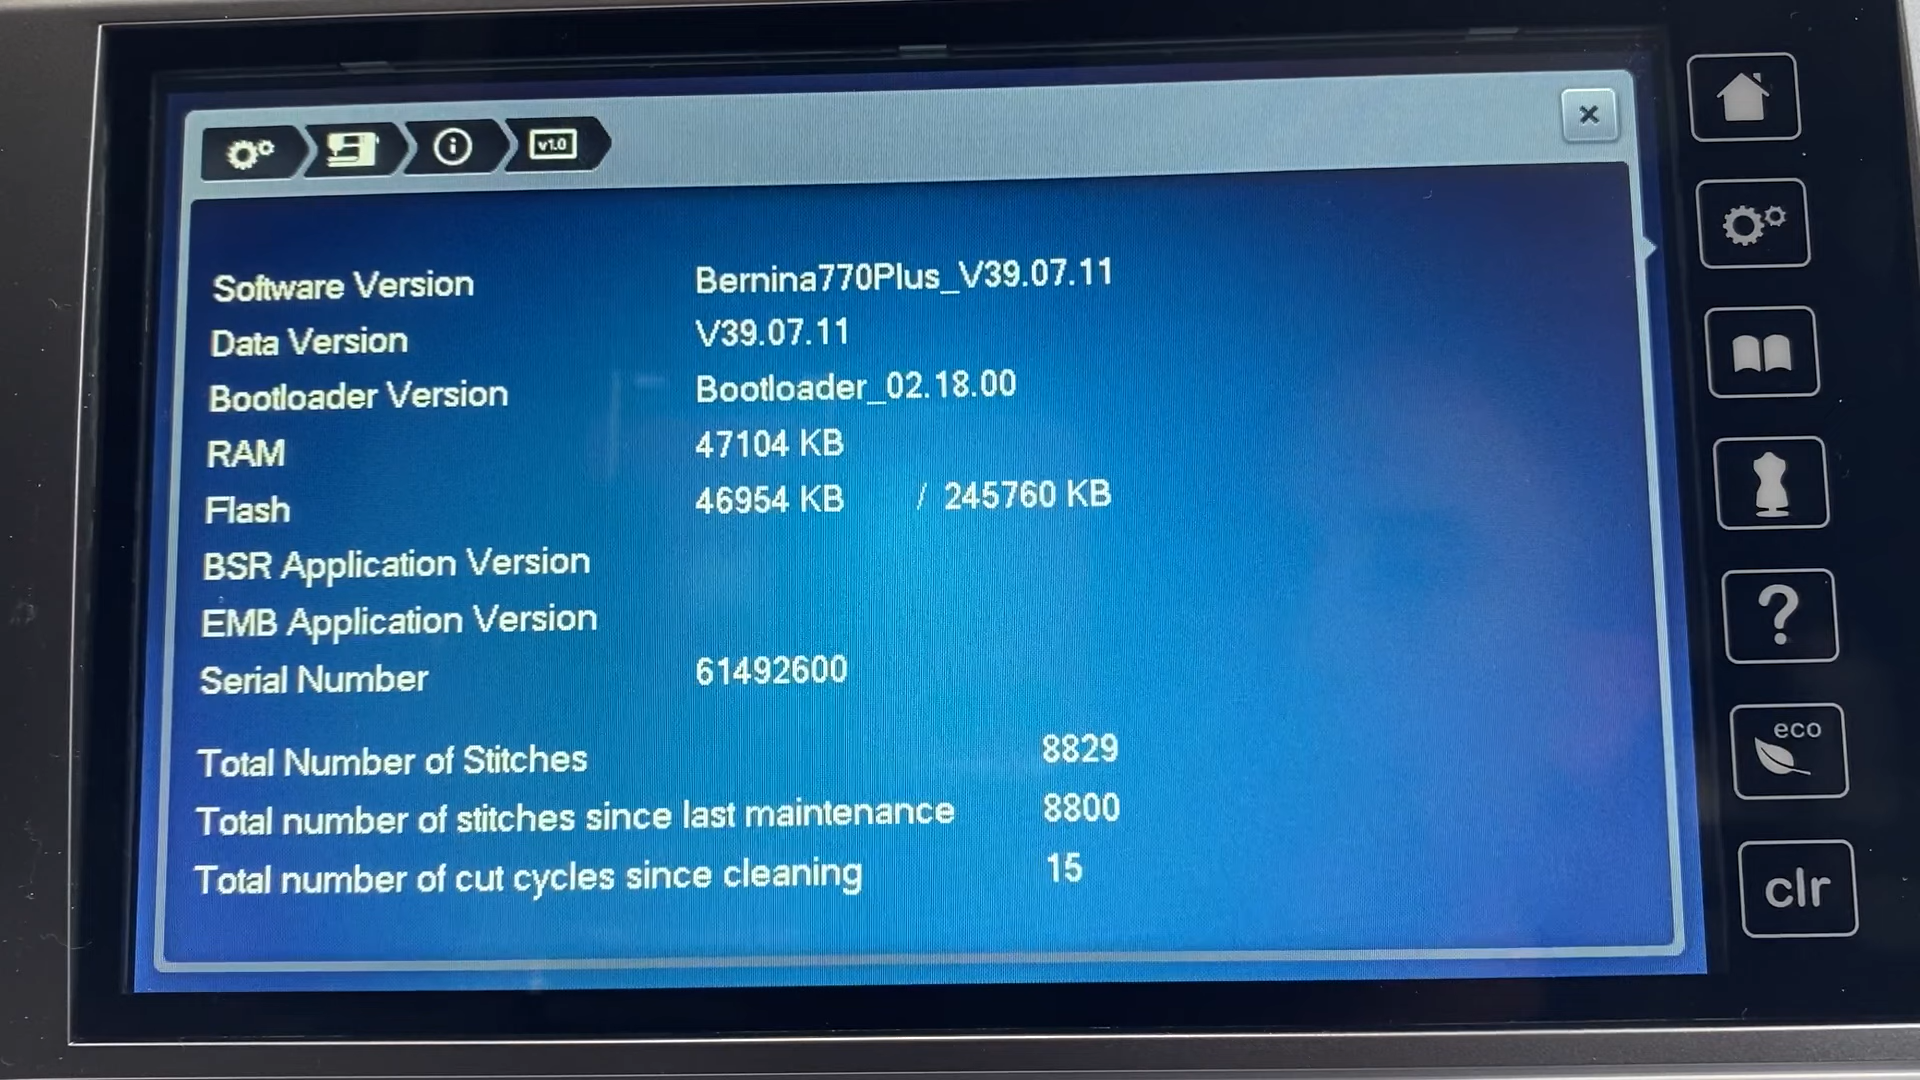 v1.0
Software Version Bernina770Plus_V39.07.11
Data Version V39.07.11
Bootloader Version Bootloader_02.18.00
RAM 47104 KB
Flash 46954 KB / 245760 KB
BSR Application Version
EMB Application Version
Serial Number 61492600
Total Number of Stitches 8829
Total number of stitches since last maintenance 8800
Total number of cut cycles since cleaning 15
eco
clr